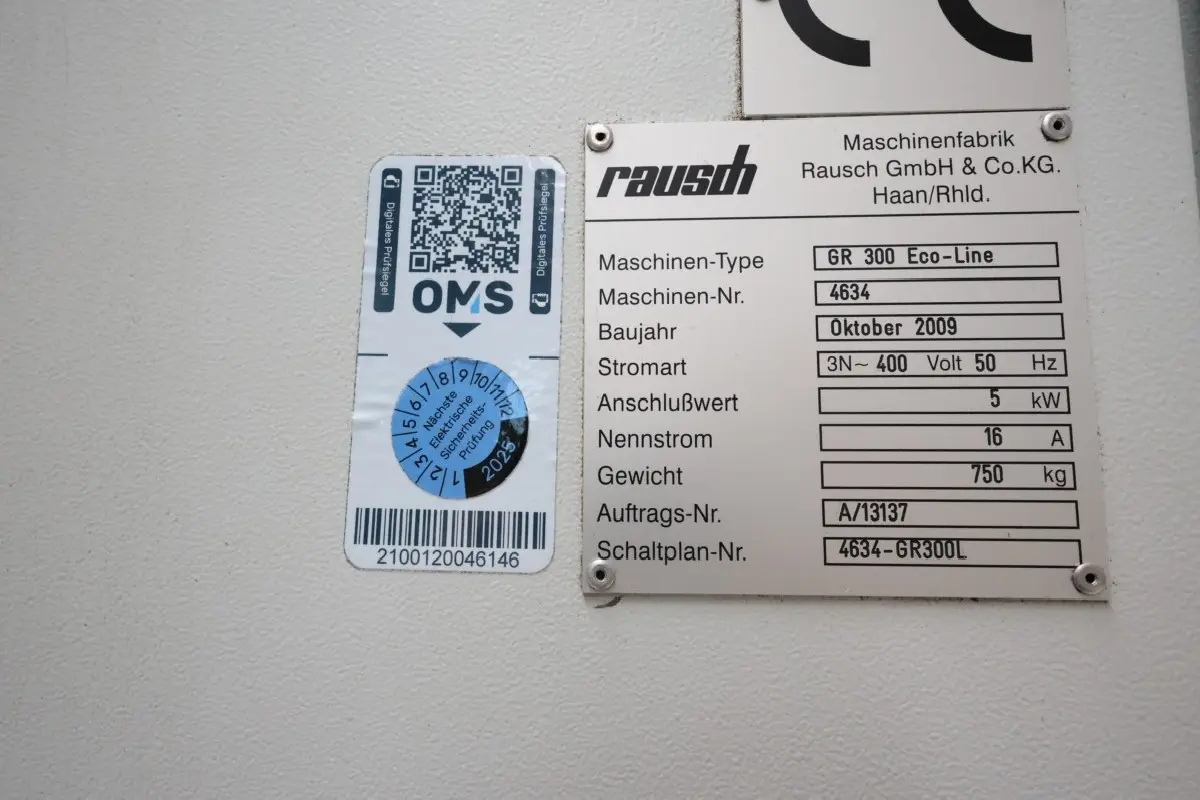 CE
Digitales Prüfsiegel
Digitales Prüfsiegel
OMS
1 2 3 4 5 6 7 8 9 10 11 12
Nächste
Elektrische
Sicherheits-
Prüfung
2025
2100120046146
rausch
Maschinenfabrik
Rausch GmbH & Co.KG.
Haan/Rhld.
Maschinen-Type GR 300 Eco-Line
Maschinen-Nr. 4634
Baujahr Oktober 2009
Stromart 3N~ 400 Volt 50 Hz
Anschlußwert 5 kW
Nennstrom 16 A
Gewicht 750 kg
Auftrags-Nr. A/13137
Schaltplan-Nr. 4634-GR300L